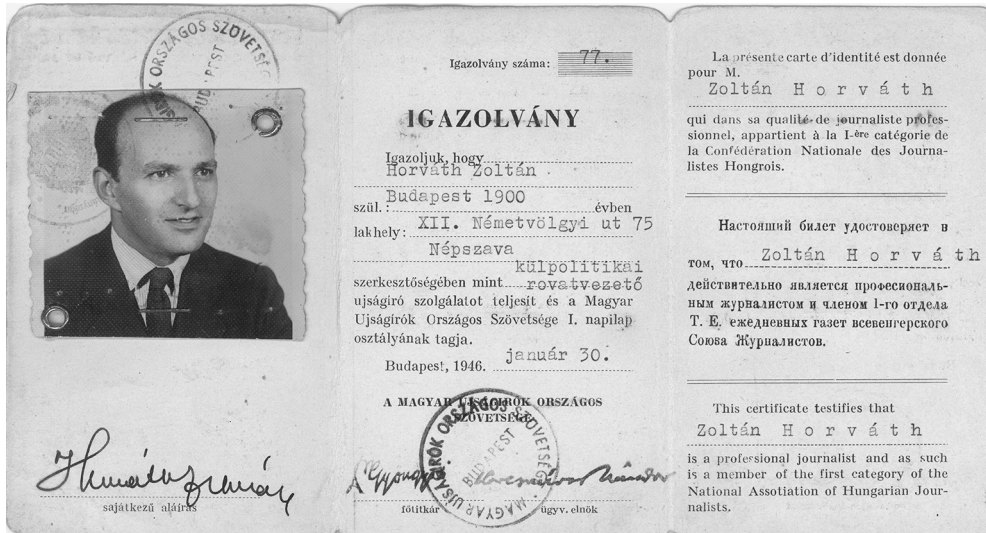 MAGYAR UJSÁGIRÓK ORSZÁGOS SZÖVETSÉGE
BUDAPEST
sajátkezű aláírás
Igazolvány száma: 77.
IGAZOLVÁNY
Igazoljuk, hogy
Horváth Zoltán
szül.: Budapest 1900 évben
lakhely: XII. Németvölgyi ut 75
Népszava
külpolitikai
szerkesztőségében mint rovatvezető
ujságíró szolgálatot teljesít és a Magyar
Ujságírók Országos Szövetsége I. napilap
osztályának tagja.
Budapest, 1946. január 30.
A MAGYAR UJSÁGIRÓK ORSZÁGOS
SZÖVETSÉGE
MAGYAR UJSÁGIRÓK ORSZÁGOS SZÖVETSÉGE
BUDAPEST
főtitkár ügyv. elnök
La présente carte d'identité est donnée
pour M.
Zoltán Horváth
qui dans sa qualité de journaliste profes-
sionnel, appartient à la I-ère catégorie de
la Confédération Nationale des Journa-
listes Hongrois.
Настоящий билет удостоверяет в
том, что Zoltán Horváth
действительно является професиональ-
ным журналистом и членом I-го отдела
Т. Е. ежедневных газет всевенгерского
Союва Журналистов.
This certificate testifies that
Zoltán Horváth
is a professional journalist and as such
is a member of the first category of the
National Assotiation of Hungarian Jour-
nalists.